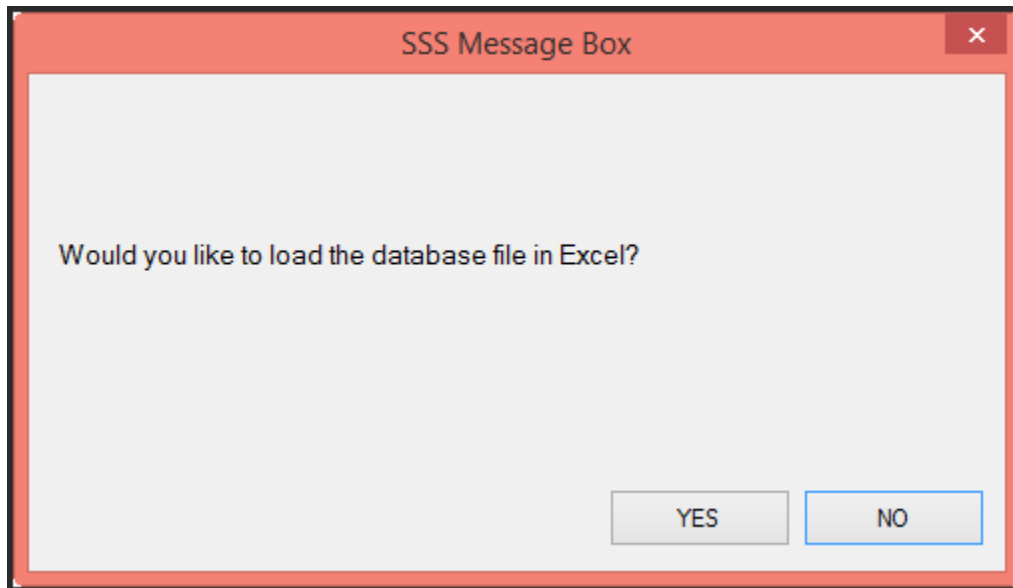 SSS Message Box
Would you like to load the database file in Excel?
YES NO